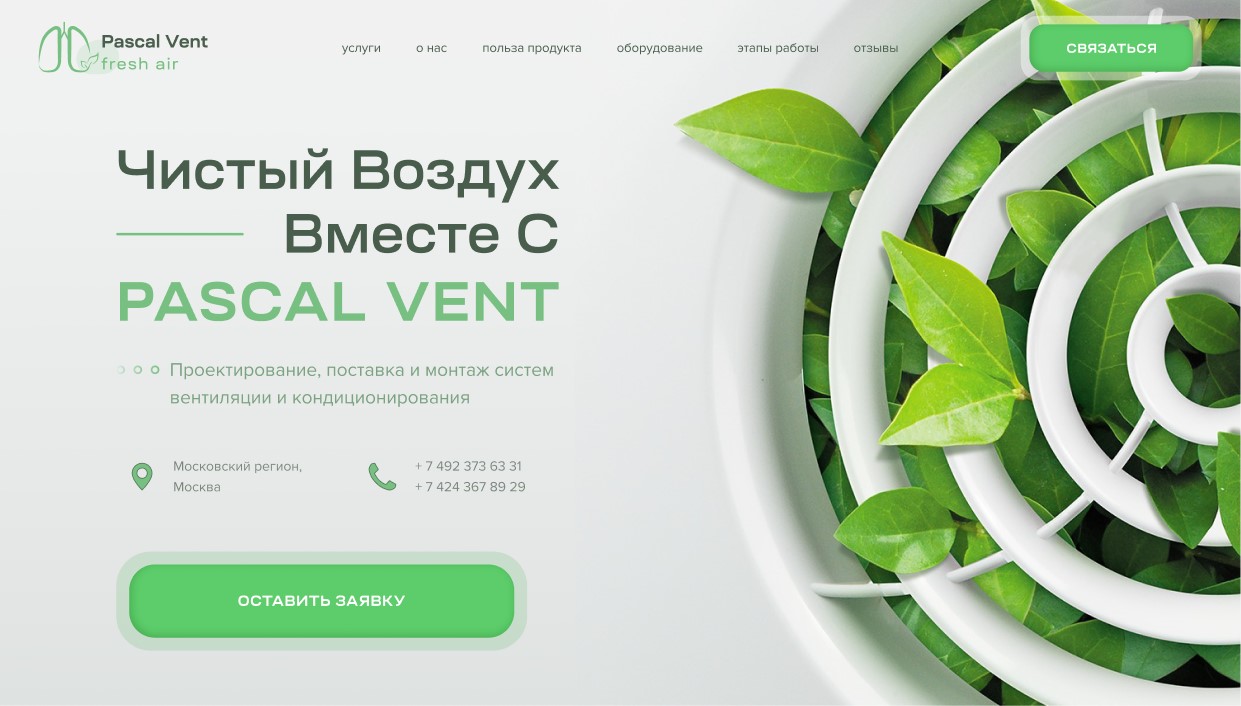 Pascal Vent
fresh air
услуги
о нас
польза продукта
оборудование
этапы работы
отзывы
СВЯЗАТЬСЯ
Чистый Воздух
Вместе С
PASCAL VENT
Проектирование, поставка и монтаж систем
вентиляции и кондиционирования
Московский регион,
Москва
+ 7 492 373 63 31
+ 7 424 367 89 29
ОСТАВИТЬ ЗАЯВКУ